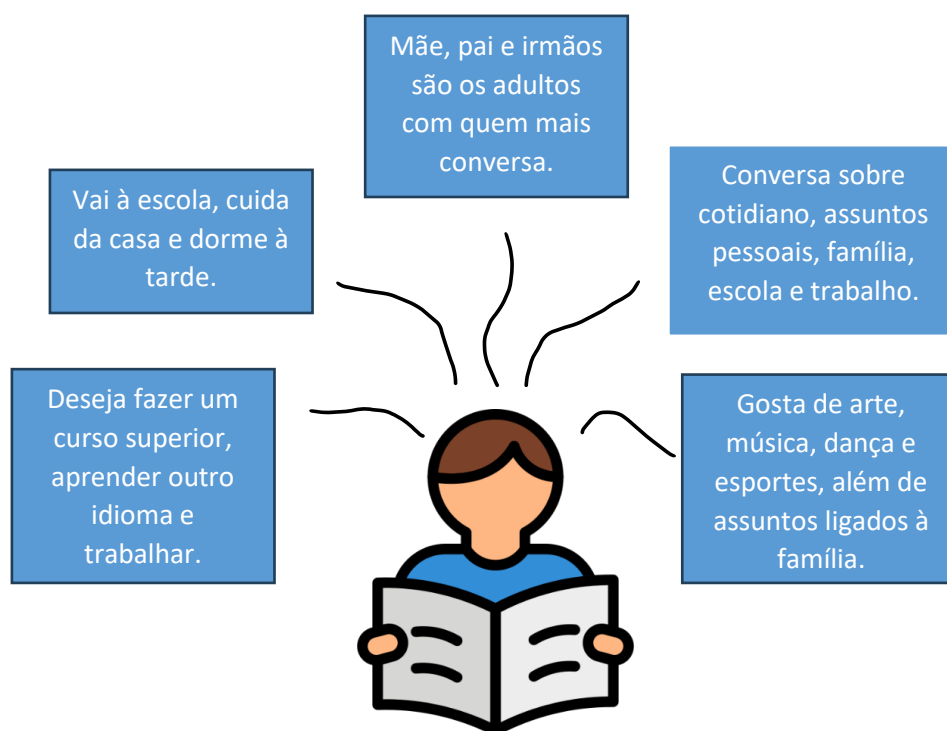 Mãe, pai e irmãos
são os adultos
com quem mais
conversa.
Vai à escola, cuida
da casa e dorme à
tarde.
Conversa sobre
cotidiano, assuntos
pessoais, família,
escola e trabalho.
Deseja fazer um
curso superior,
aprender outro
idioma e
trabalhar.
Gosta de arte,
música, dança e
esportes, além de
assuntos ligados à
família.